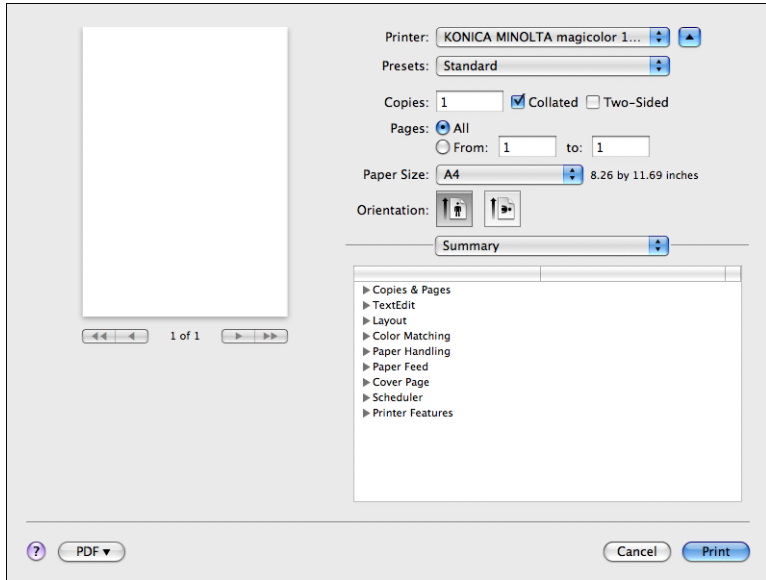 Printer: KONICA MINOLTA magicolor 1...
Presets: Standard
Copies: 1 Collated Two-Sided
Pages: All
From: 1 to: 1
Paper Size: A4 8.26 by 11.69 inches
Orientation:
Summary
Copies & Pages
TextEdit
Layout
Color Matching
Paper Handling
Paper Feed
Cover Page
Scheduler
Printer Features
1 of 1
? PDF ▾ Cancel Print